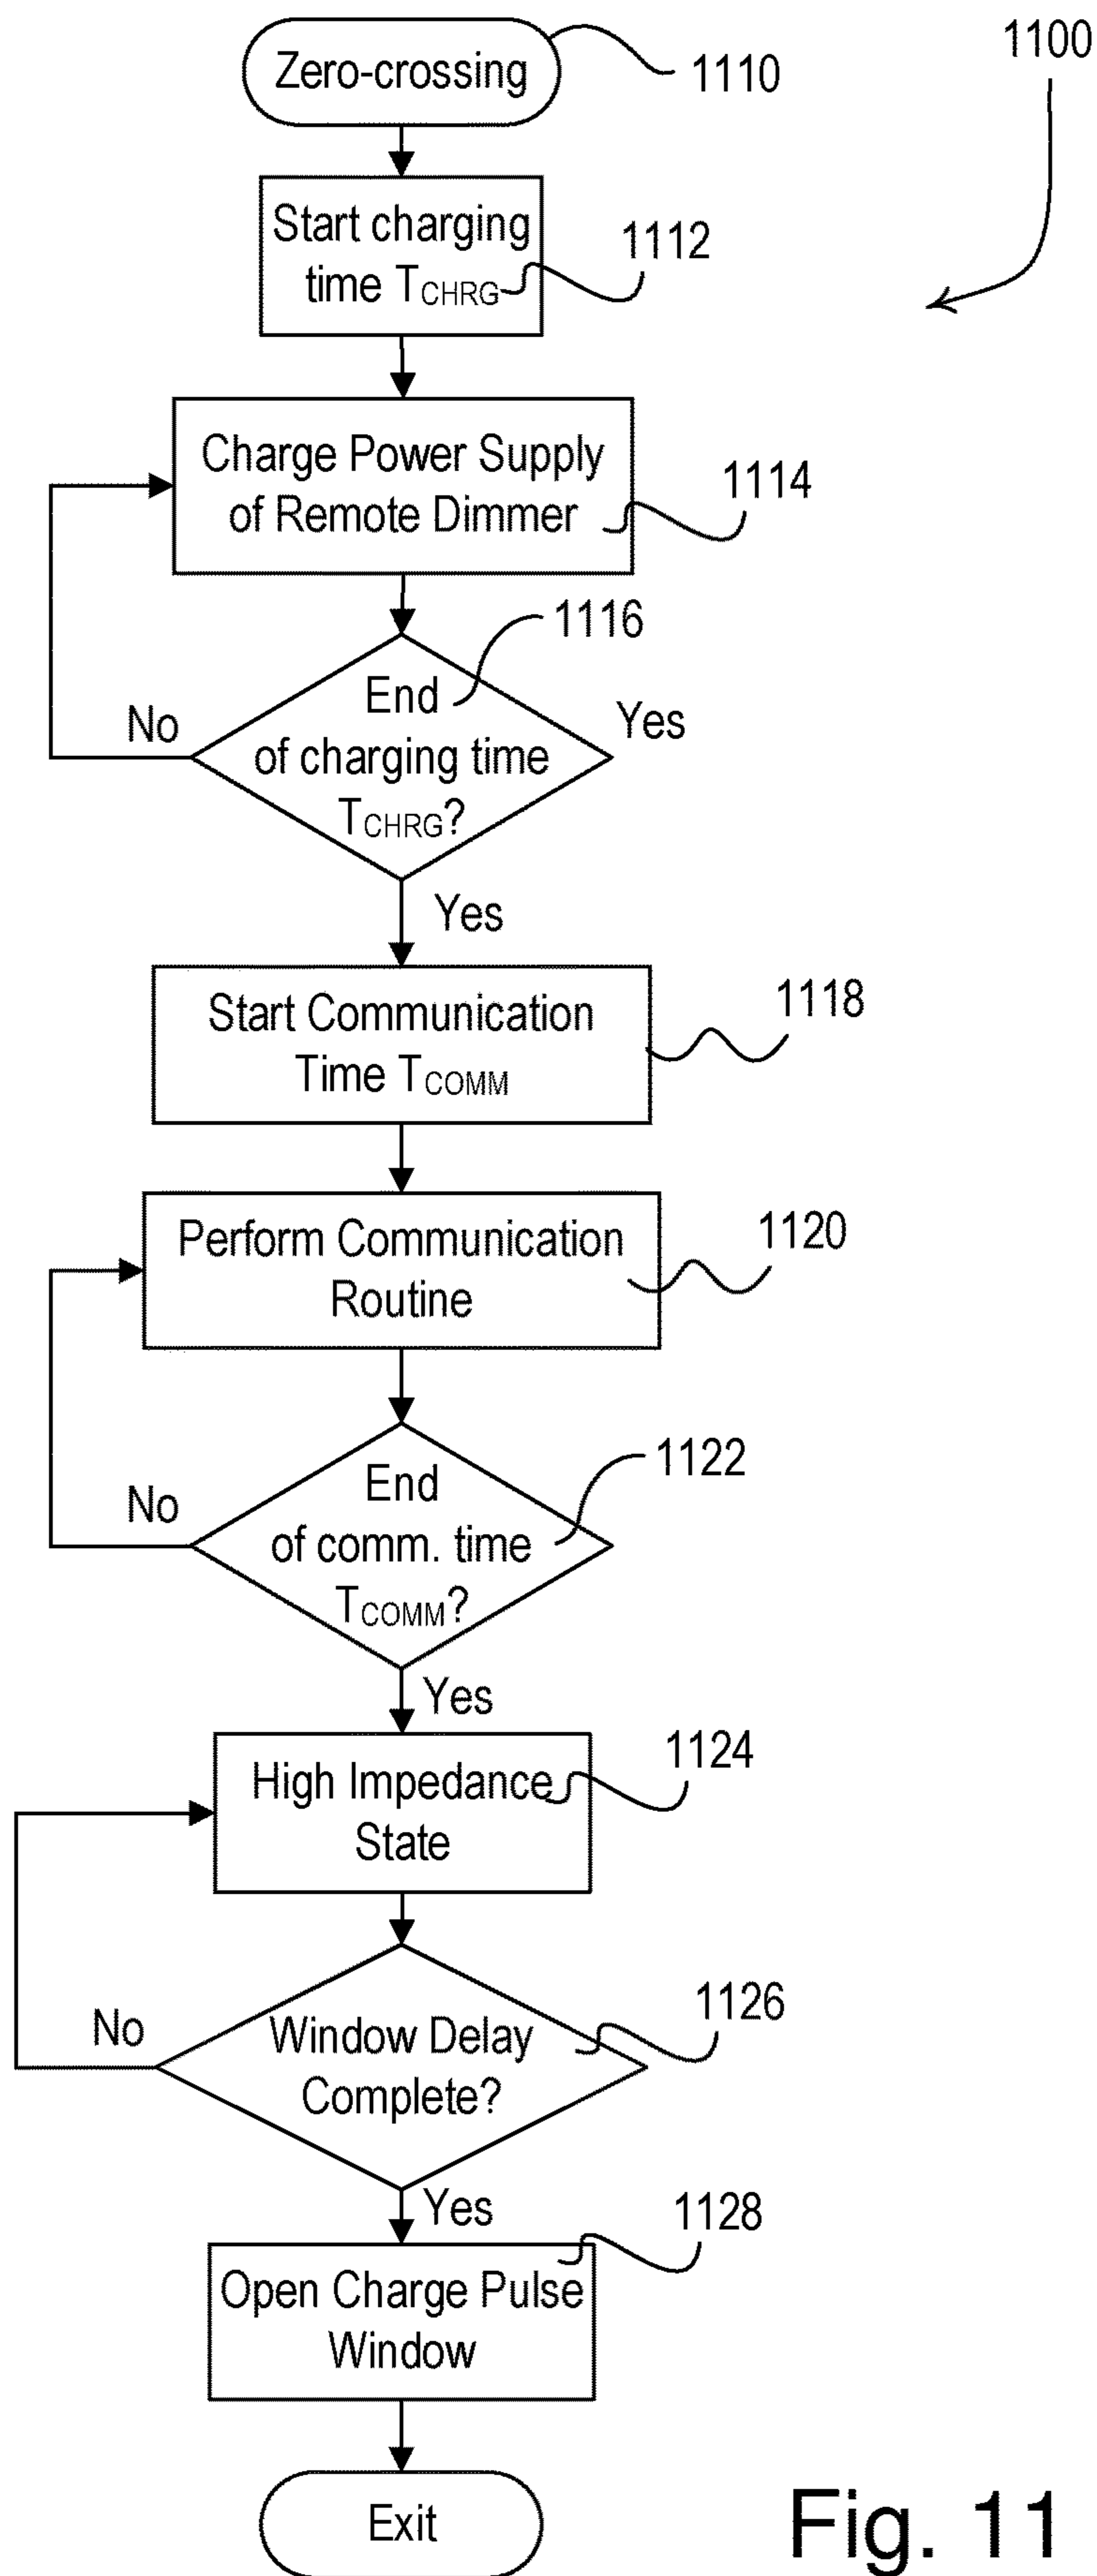 1100
Zero-crossing
1110
Start charging
time TCHRG
1112
Charge Power Supply
of Remote Dimmer
1114
1116
End
of charging time
TCHRG?
No
Yes
Yes
Start Communication
Time TCOMM
1118
Perform Communication
Routine
1120
End
of comm. time
TCOMM?
1122
No
Yes
High Impedance
State
1124
Window Delay
Complete?
1126
No
Yes
Open Charge Pulse
Window
1128
Exit
Fig. 11